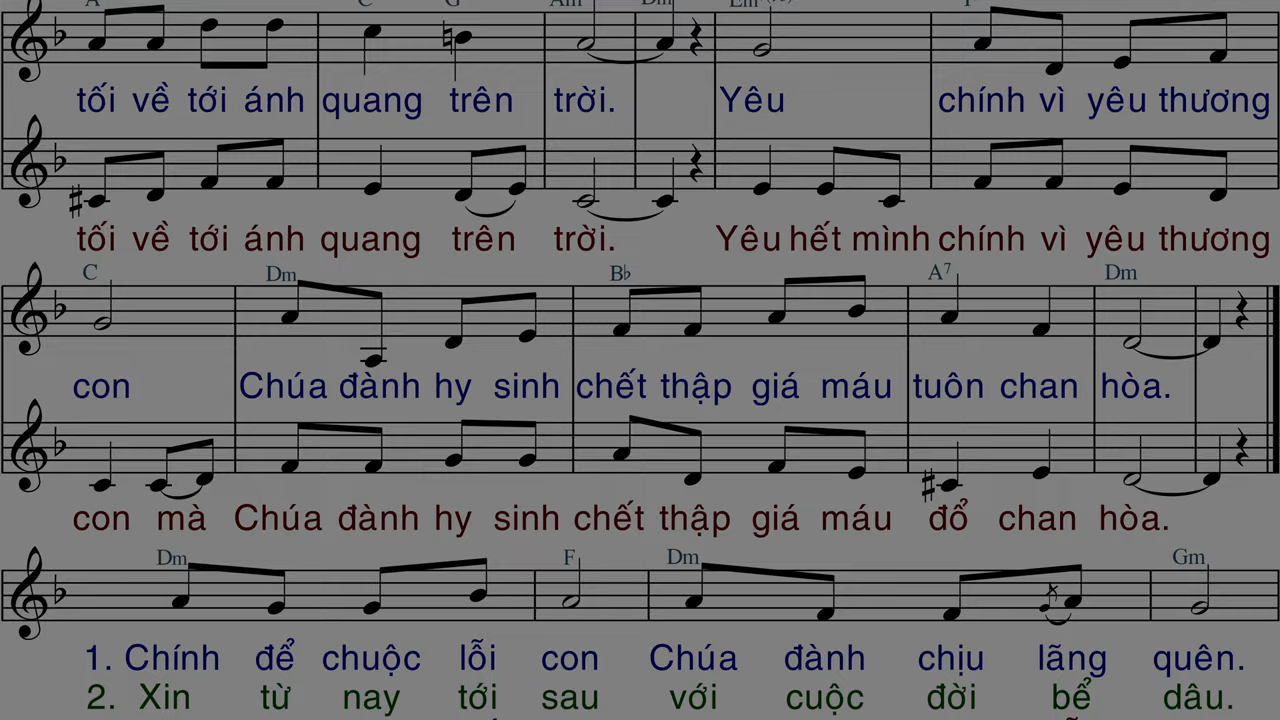 A C G Am Dm Em F
tối về tới ánh quang trên trời. Yêu chính vì yêu thương
tối về tới ánh quang trên trời. Yêu hết mình chính vì yêu thương
C Dm B♭ A7 Dm
con Chúa đành hy sinh chết thập giá máu tuôn chan hòa.
con mà Chúa đành hy sinh chết thập giá máu đổ chan hòa.
Dm F Dm Gm
1. Chính để chuộc lỗi con Chúa đành chịu lãng quên.
2. Xin từ nay tới sau với cuộc đời bể dâu.